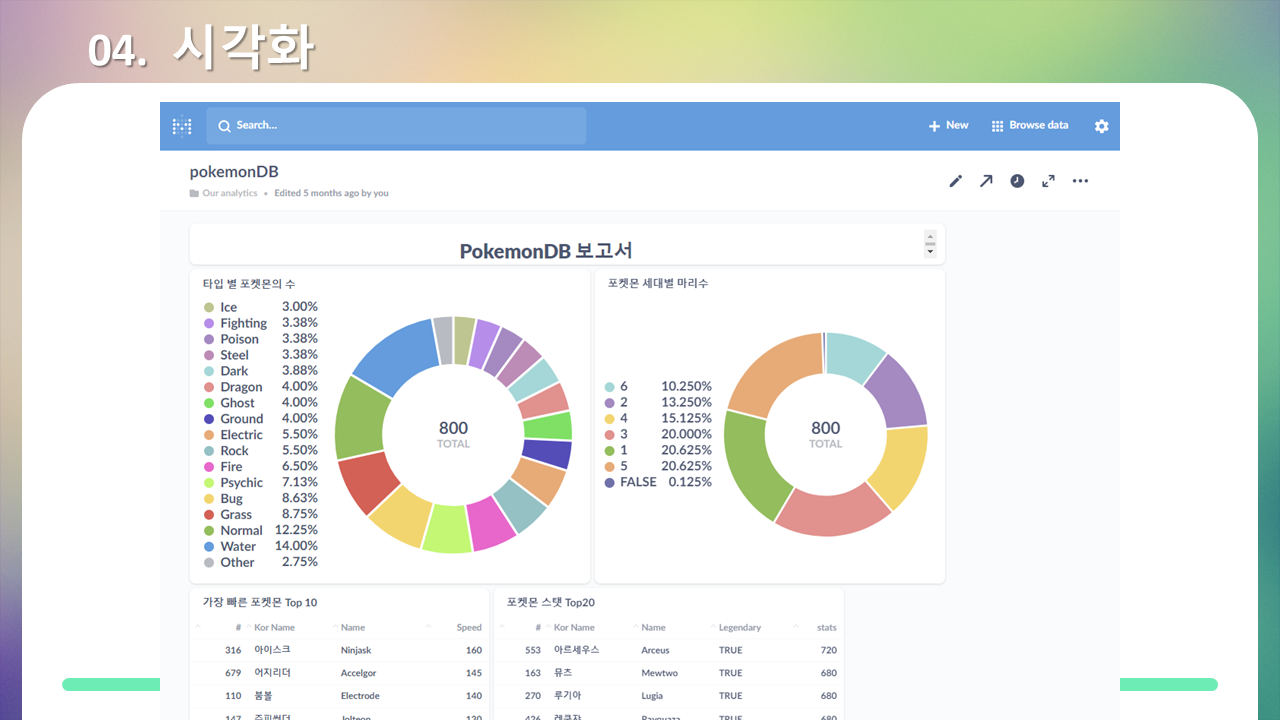 04. 시각화
Search...
New
Browse data
pokemonDB
Our analytics • Edited 5 months ago by you
PokemonDB 보고서
타입 별 포켓몬의 수
Ice 3.00%
Fighting 3.38%
Poison 3.38%
Steel 3.38%
Dark 3.88%
Dragon 4.00%
Ghost 4.00%
Ground 4.00%
Electric 5.50%
Rock 5.50%
Fire 6.50%
Psychic 7.13%
Bug 8.63%
Grass 8.75%
Normal 12.25%
Water 14.00%
Other 2.75%
800
TOTAL
포켓몬 세대별 마리수
6 10.250%
2 13.250%
4 15.125%
3 20.000%
1 20.625%
5 20.625%
FALSE 0.125%
800
TOTAL
가장 빠른 포켓몬 Top 10
# Kor Name Name Speed
316 아이스크 Ninjask 160
679 어지리더 Accelgor 145
110 붐볼 Electrode 140
147 쥬피썬더 Jolteon 130
포켓몬 스탯 Top20
# Kor Name Name Legendary stats
553 아르세우스 Arceus TRUE 720
163 뮤츠 Mewtwo TRUE 680
270 루기아 Lugia TRUE 680
426 레쿠쟈 Rayquaza TRUE 680